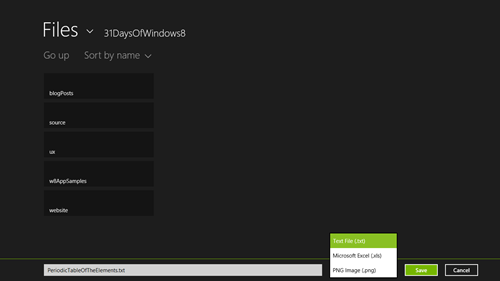 Files 31DaysOfWindows8
Go up Sort by name
blogPosts
source
ux
w8AppSamples
website
Text File (.txt)
Microsoft Excel (.xls)
PNG Image (.png)
PeriodicTableOfTheElements.txt
Save Cancel